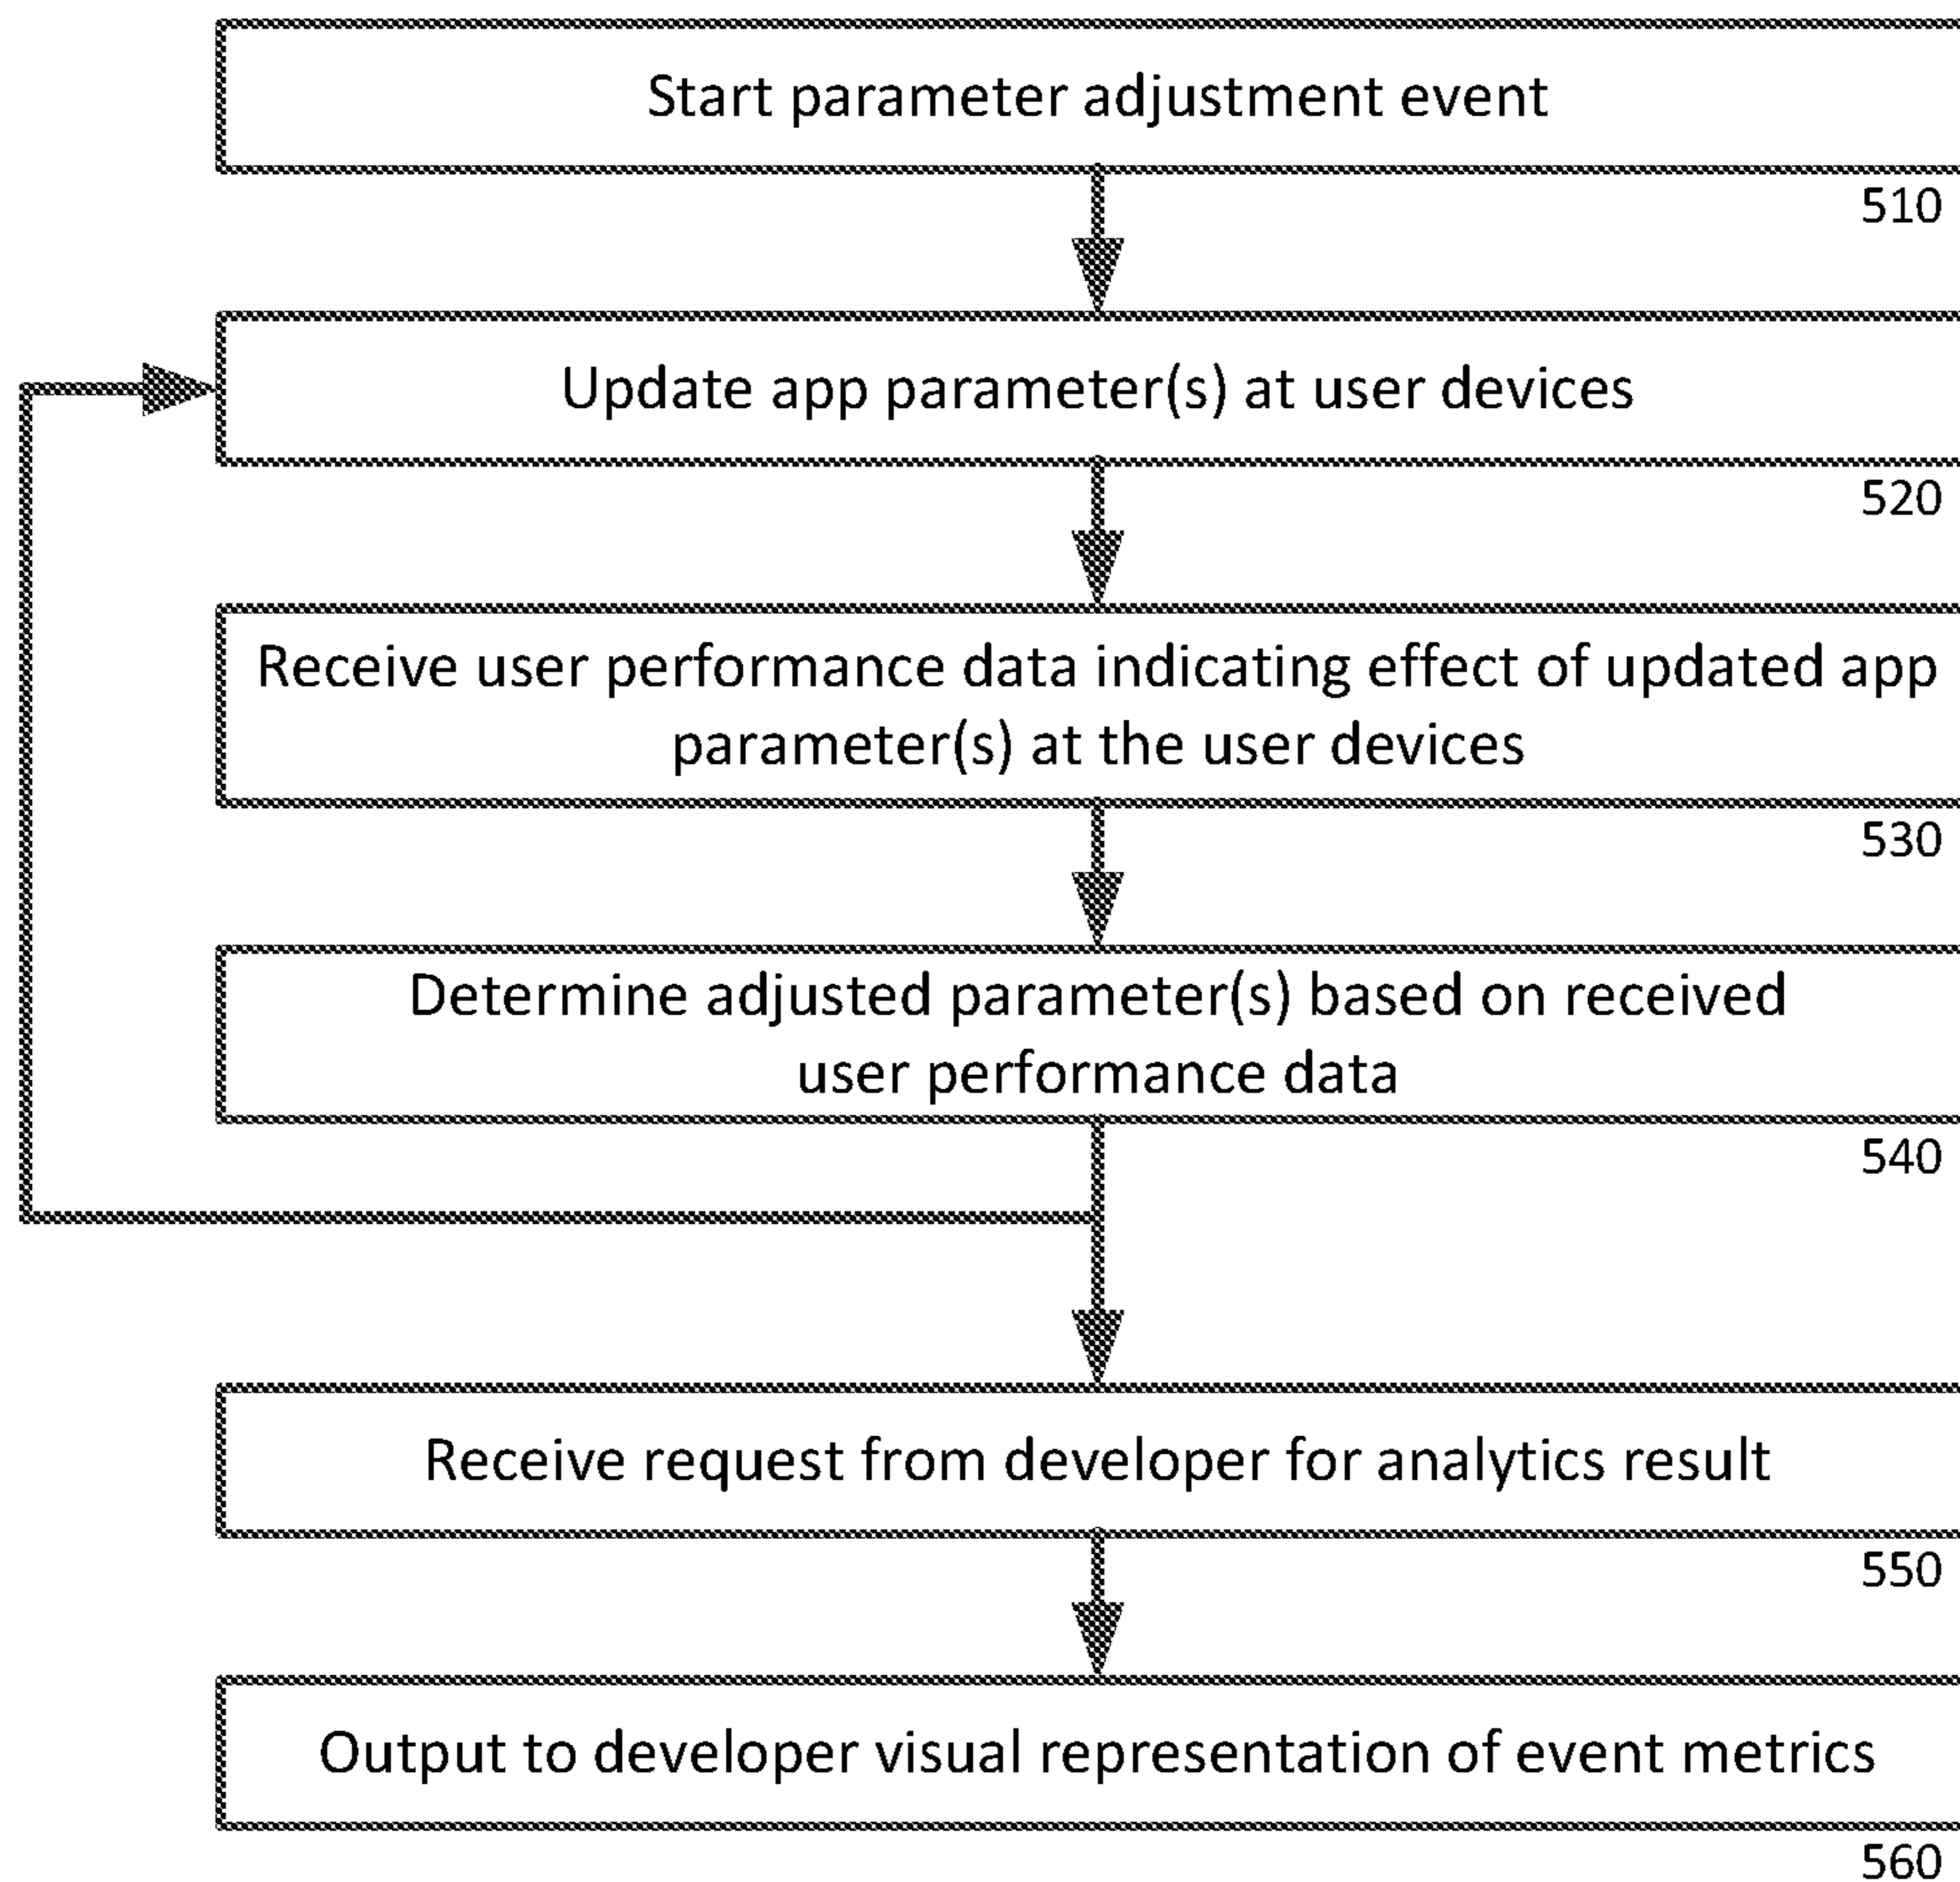 Start parameter adjustment event
510
Update app parameter(s) at user devices
520
Receive user performance data indicating effect of updated app
parameter(s) at the user devices
530
Determine adjusted parameter(s) based on received
user performance data
540
Receive request from developer for analytics result
550
Output to developer visual representation of event metrics
560